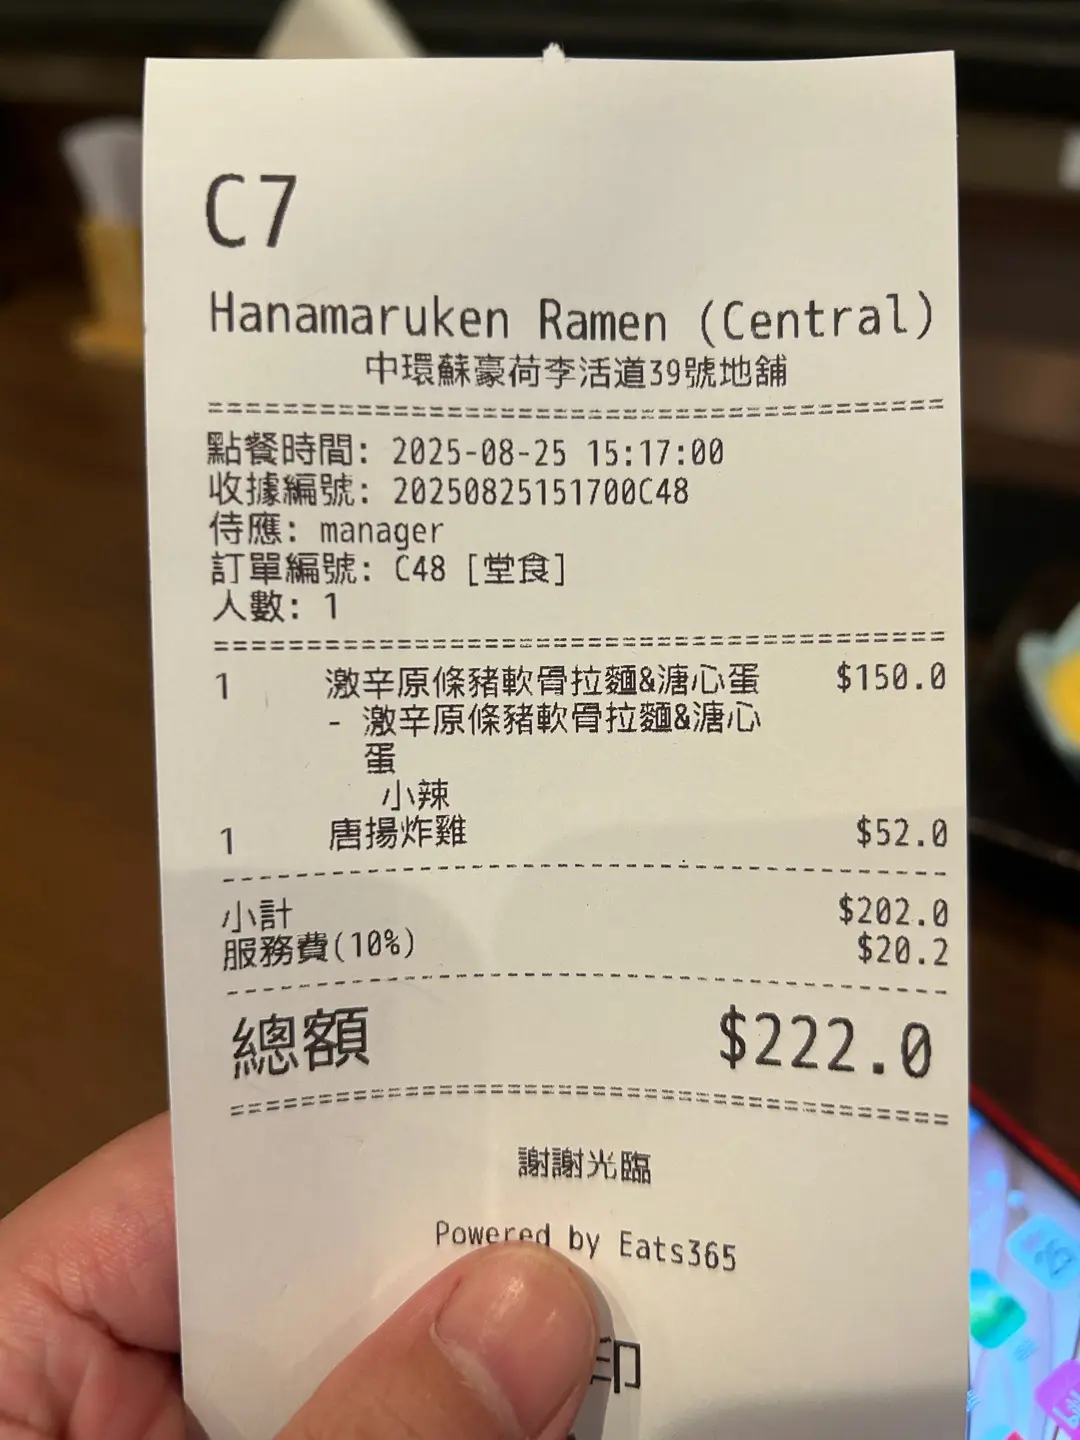 C7
Hanamaruken Ramen (Central)
中環蘇豪荷李活道39號地舖
點餐時間: 2025-08-25 15:17:00
收據編號: 20250825151700C48
侍應: manager
訂單編號: C48 [堂食]
人數: 1
1 激辛原條豬軟骨拉麵&溏心蛋 $150.0
- 激辛原條豬軟骨拉麵&溏心
蛋
小辣
1 唐揚炸雞 $52.0
小計 $202.0
服務費(10%) $20.2
總額 $222.0
謝謝光臨
Powered by Eats365
印